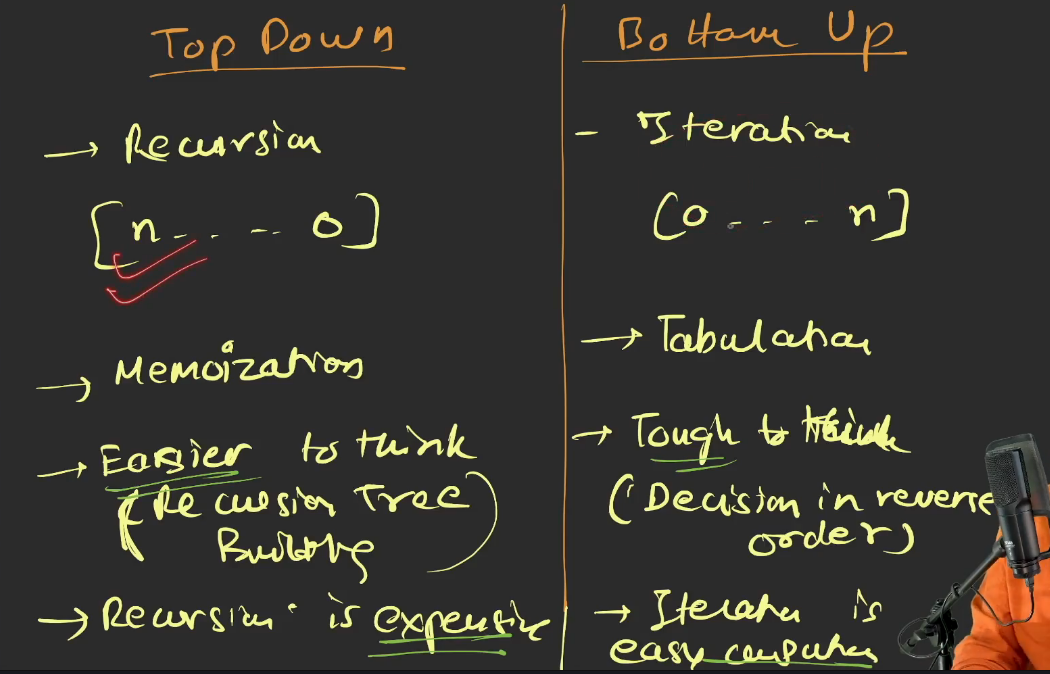 Top Down
→ Recursion
[n - . -- . 0]
→ Memoization
→ Easier to think
(Recursion Tree
Building)
→ Recursion is expensive
Bottom Up
- Iteration
(0 - - - n]
→ Tabulation
→ Tough to think
(Decision in reverse
order)
→ Iteration is
easy computation